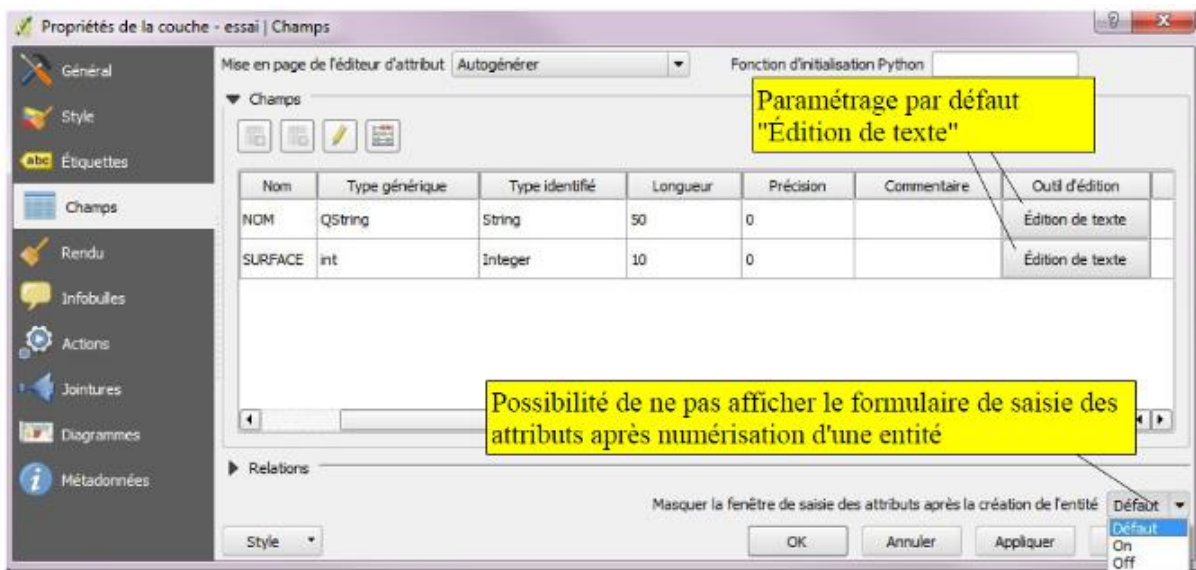 Propriétés de la couche - essai | Champs
Général
Style
abc Étiquettes
Champs
Rendu
Infobulles
Actions
Jointures
Diagrammes
Métadonnées
Mise en page de l'éditeur d'attribut Autogénérer Fonction d'initialisation Python
Champs
Paramétrage par défaut
"Édition de texte"
Nom Type générique Type identifié Longueur Précision Commentaire Outil d'édition
NOM QString String 50 0 Édition de texte
SURFACE int Integer 10 0 Édition de texte
Possibilité de ne pas afficher le formulaire de saisie des
attributs après numérisation d'une entité
Relations
Masquer la fenêtre de saisie des attributs après la création de l'entité Défaut
Défaut
On
Off
Style OK Annuler Appliquer